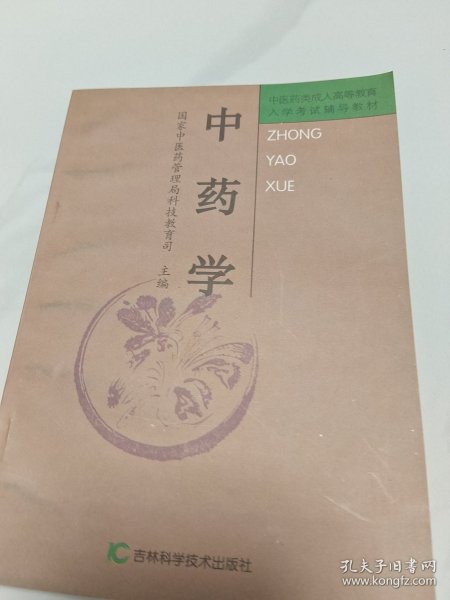 中医药类成人高等教育
入学考试辅导教材
ZHONG
YAO
XUE
中药学
国家中医药管理局科技教育司 主编
吉林科学技术出版社
孔夫子旧书网
www.kongfz.com